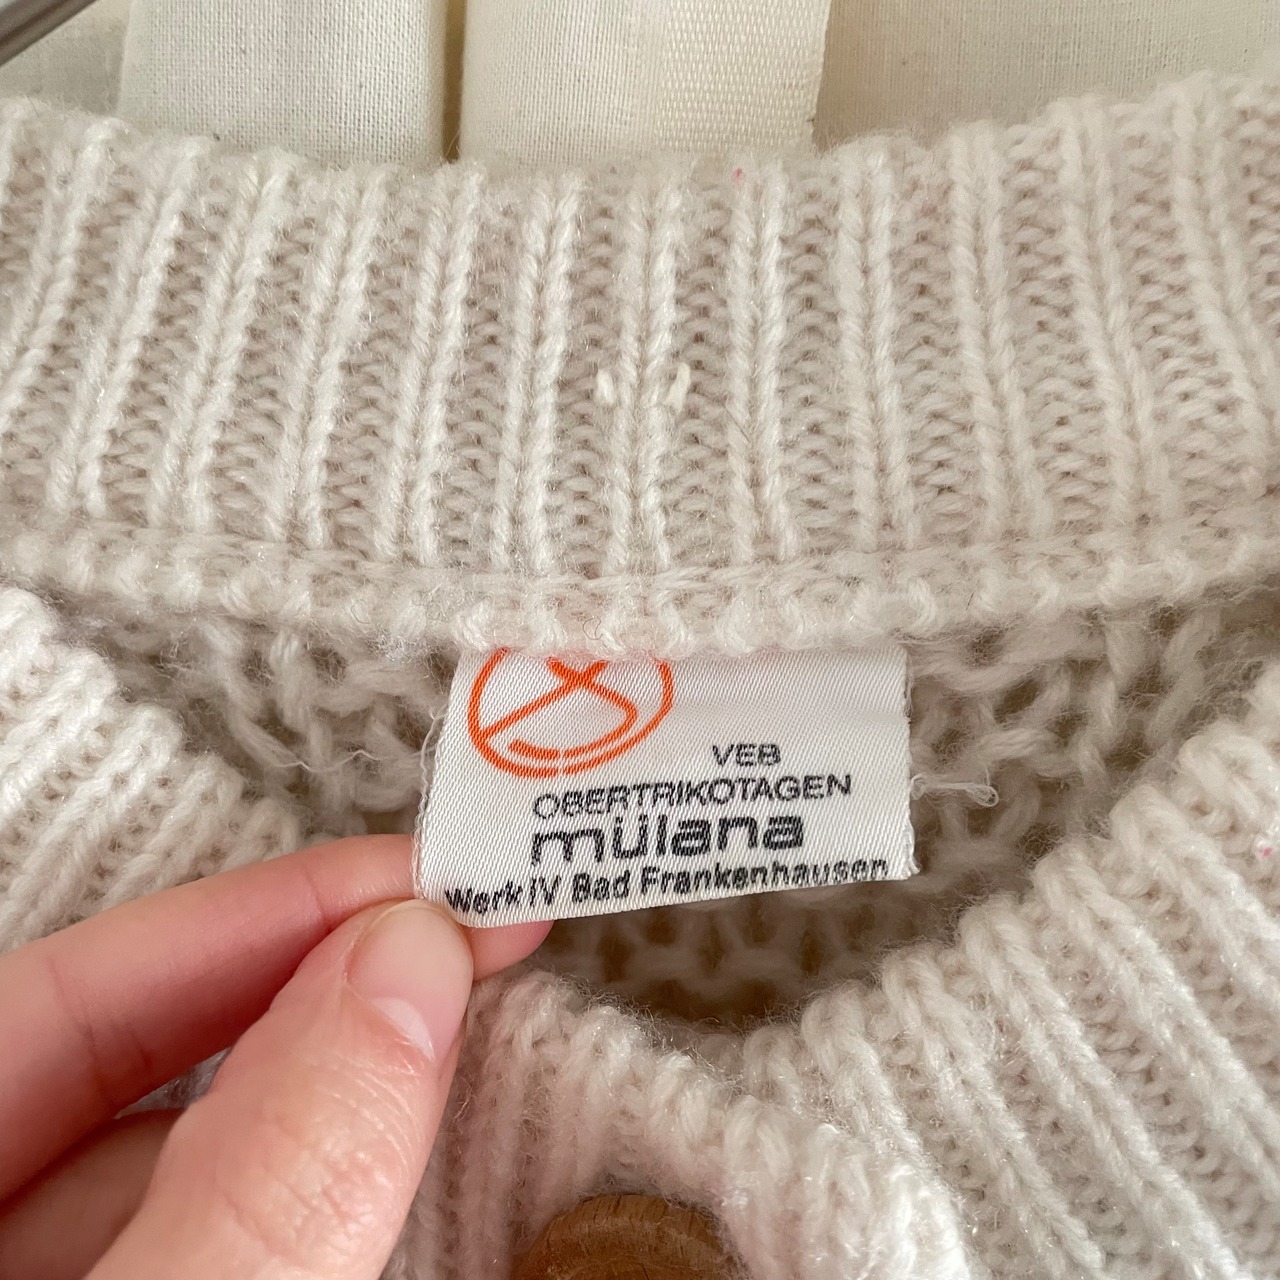 VEB
OBERTRIKOTAGEN
mülana
Werk IV Bad Frankenhausen